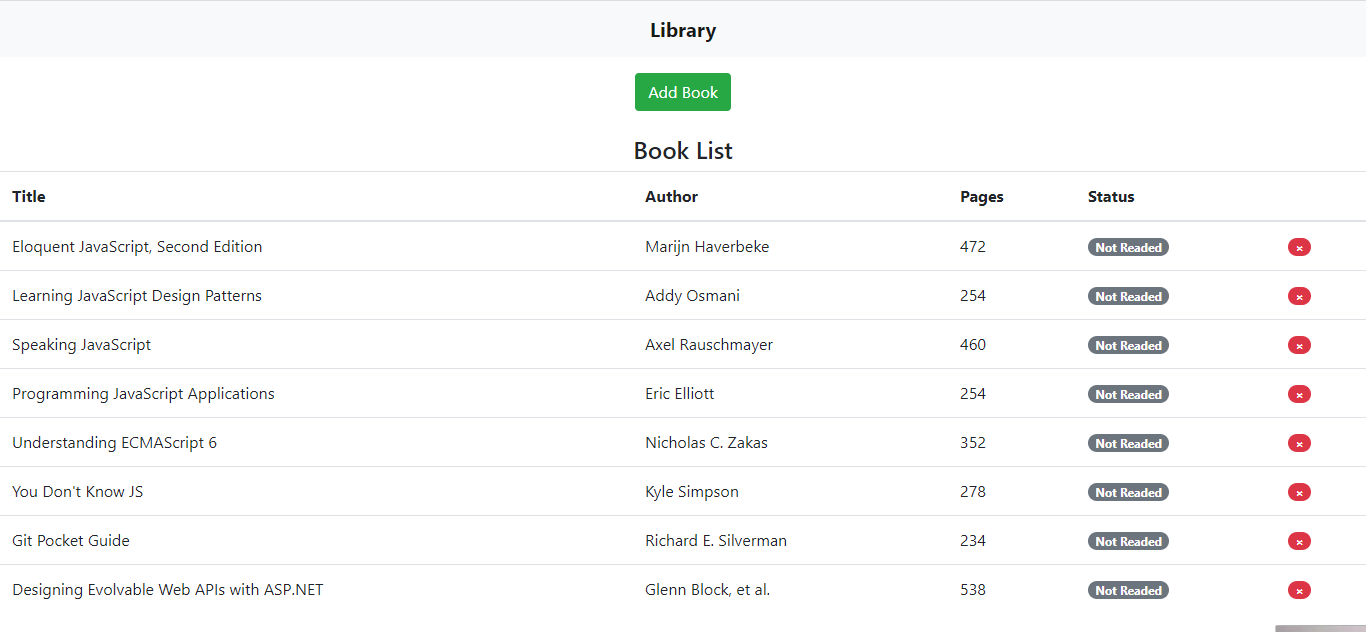 Library
Add Book
Book List
Title Author Pages Status
Eloquent JavaScript, Second Edition Marijn Haverbeke 472 Not Readed ×
Learning JavaScript Design Patterns Addy Osmani 254 Not Readed ×
Speaking JavaScript Axel Rauschmayer 460 Not Readed ×
Programming JavaScript Applications Eric Elliott 254 Not Readed ×
Understanding ECMAScript 6 Nicholas C. Zakas 352 Not Readed ×
You Don't Know JS Kyle Simpson 278 Not Readed ×
Git Pocket Guide Richard E. Silverman 234 Not Readed ×
Designing Evolvable Web APIs with ASP.NET Glenn Block, et al. 538 Not Readed ×